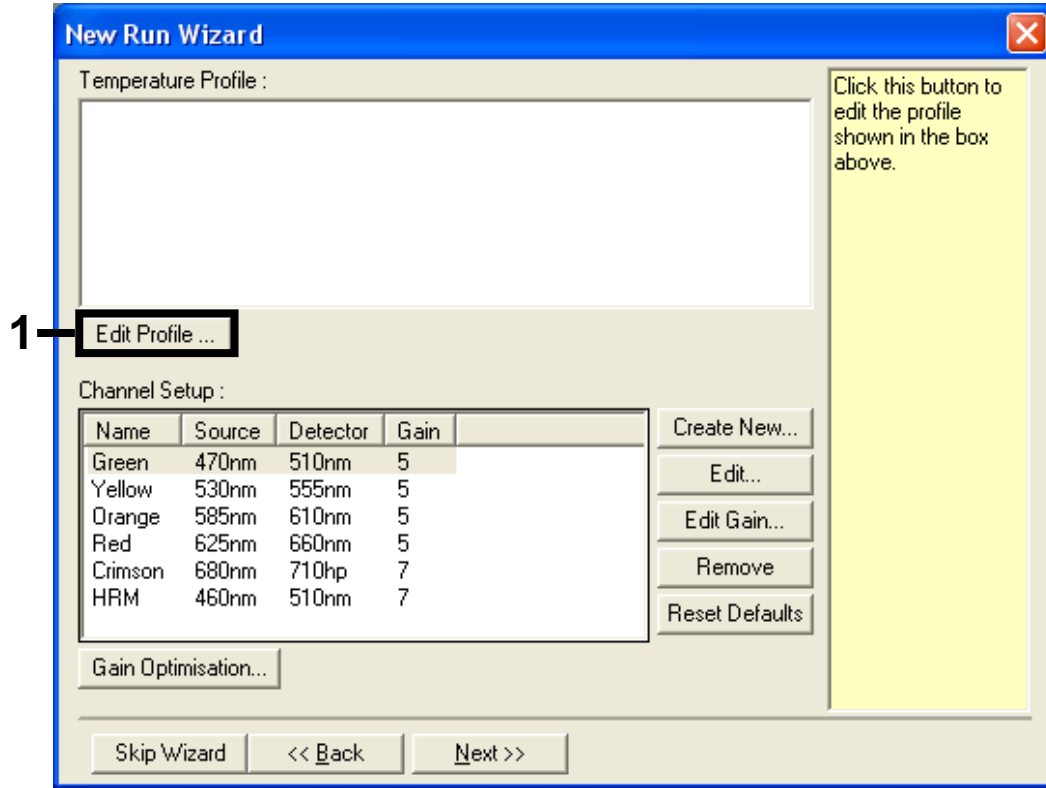 New Run Wizard
Temperature Profile :
Click this button to
edit the profile
shown in the box
above.
1
Edit Profile ...
Channel Setup :
Name Source Detector Gain
Green 470nm 510nm 5
Yellow 530nm 555nm 5
Orange 585nm 610nm 5
Red 625nm 660nm 5
Crimson 680nm 710hp 7
HRM 460nm 510nm 7
Create New...
Edit...
Edit Gain...
Remove
Reset Defaults
Gain Optimisation...
Skip Wizard
<< Back
Next >>